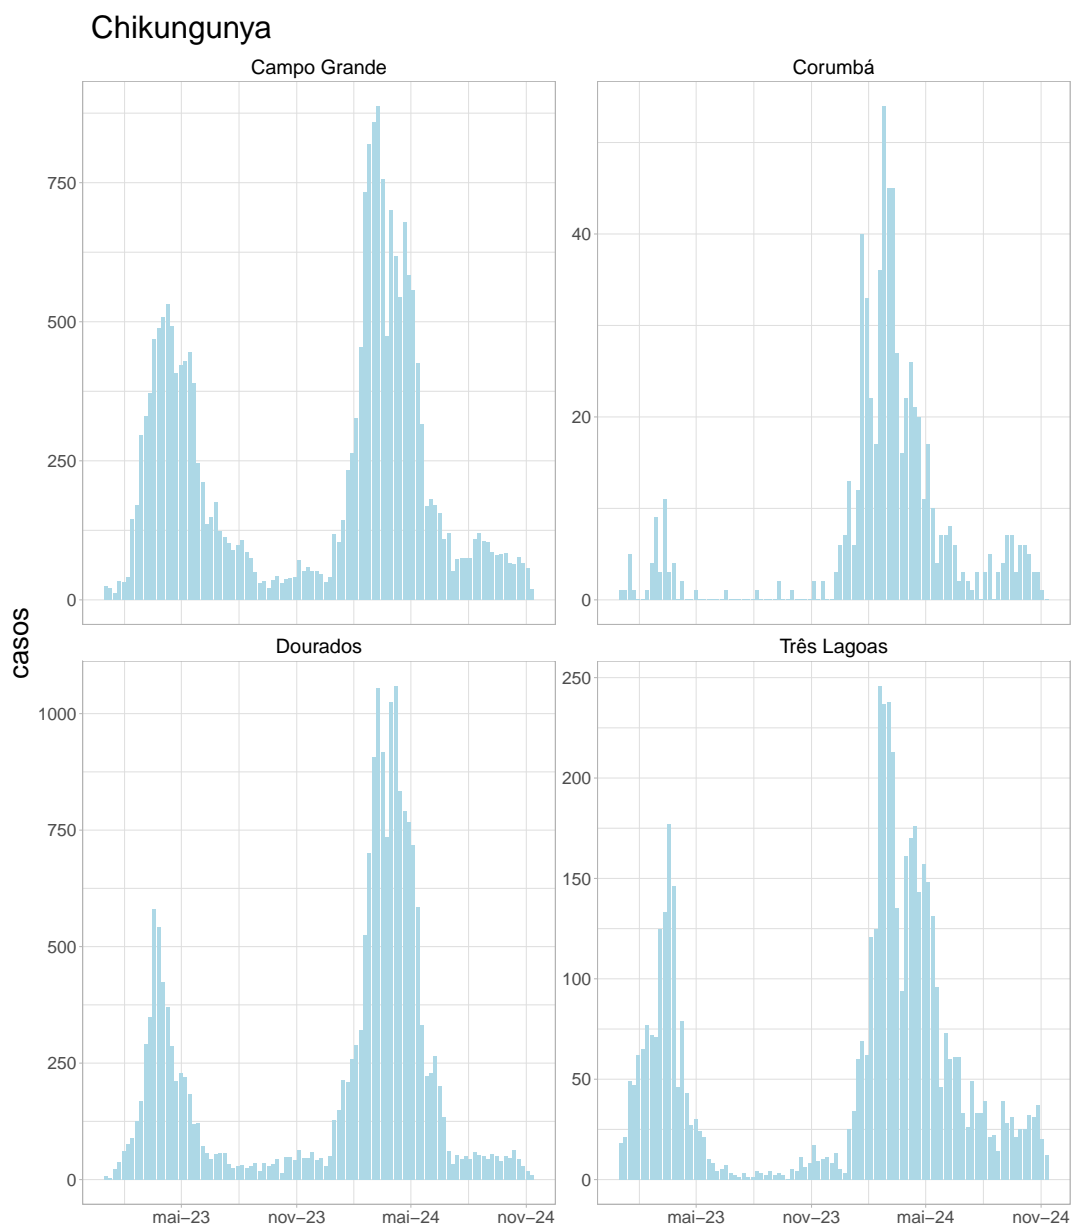 Chikungunya
Campo Grande
Corumbá
750
500
250
0
40
20
0
casos
Dourados
Três Lagoas
1000
750
500
250
0
250
200
150
100
50
0
mai–23
nov–23
mai–24
nov–24
mai–23
nov–23
mai–24
nov–24